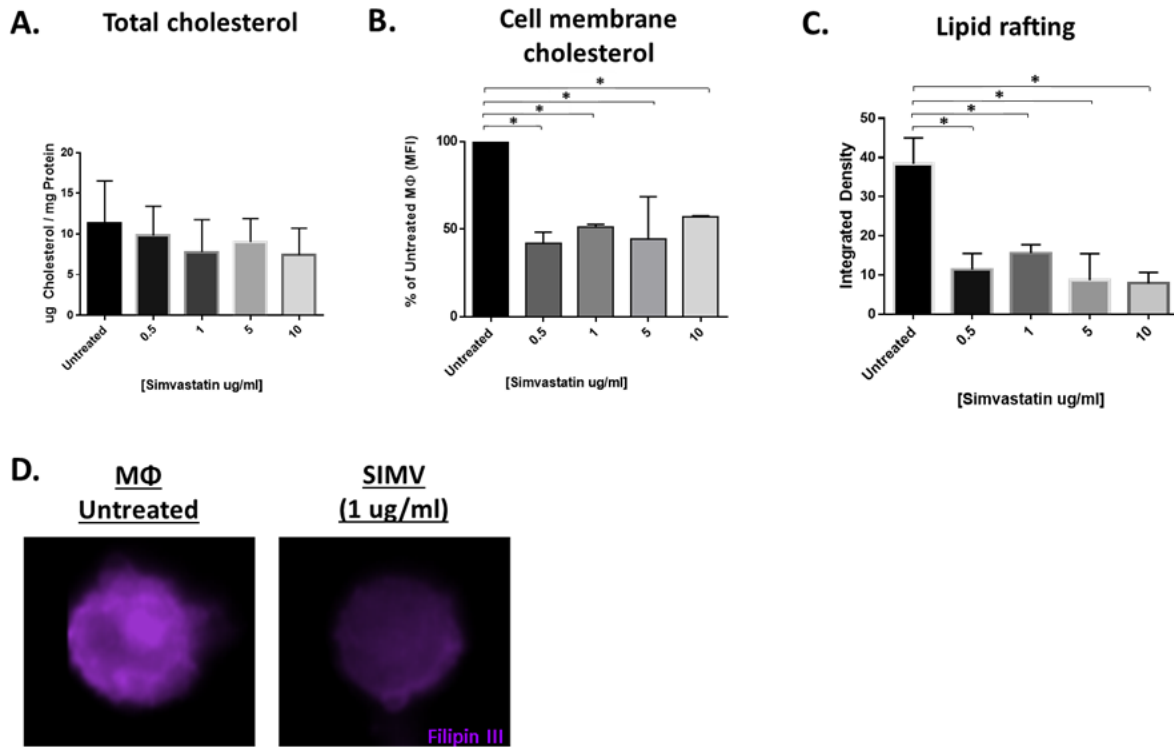 A.
Total cholesterol
ug Cholesterol / mg Protein
20
15
10
5
0
Untreated
0.5
1
5
10
[Simvastatin ug/ml]
B.
Cell membrane
cholesterol
*
*
*
*
% of Untreated MΦ (MFI)
100
50
0
0.5
1
5
10
Untreated
[Simvastatin ug/ml]
C.
Lipid rafting
*
*
*
*
Integrated Density
50
40
30
20
10
0
Untreated
0.5
1
5
10
[Simvastatin ug/ml]
D.
MΦ
Untreated
SIMV
(1 ug/ml)
Filipin III